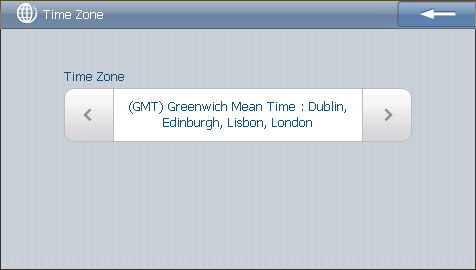 Time Zone
Time Zone
(GMT) Greenwich Mean Time : Dublin,
Edinburgh, Lisbon, London